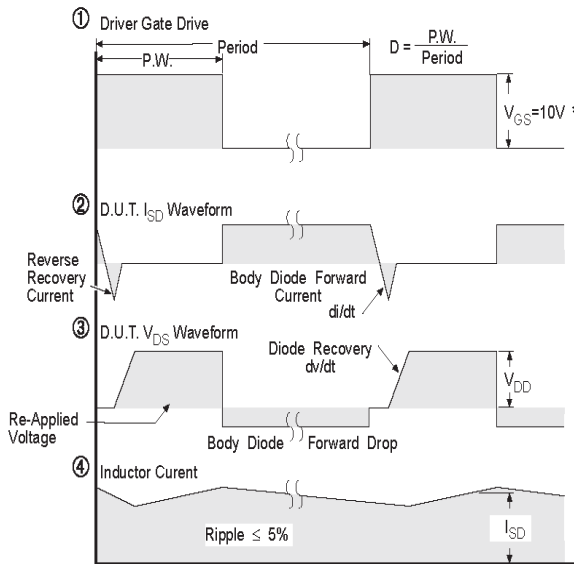 ① Driver Gate Drive
P.W.
Period
D = P.W.
Period
V_GS=10V *
② D.U.T. I_SD Waveform
Reverse
Recovery
Current
Body Diode Forward
Current
di/dt
③ D.U.T. V_DS Waveform
Diode Recovery
dv/dt
V_DD
Re-Applied
Voltage
Body Diode Forward Drop
④ Inductor Curent
Ripple ≤ 5%
I_SD